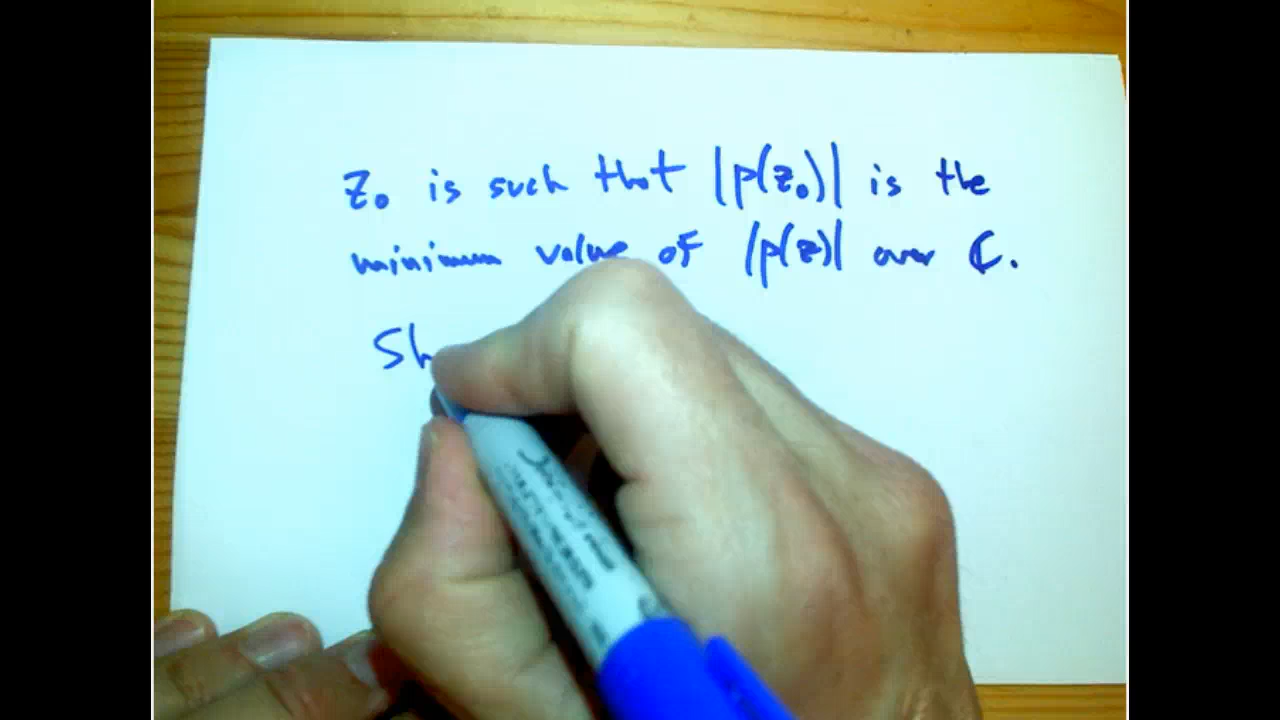 z₀ is such that |p(z₀)| is the
minimum value of |p(z)| over ℂ.
Sh